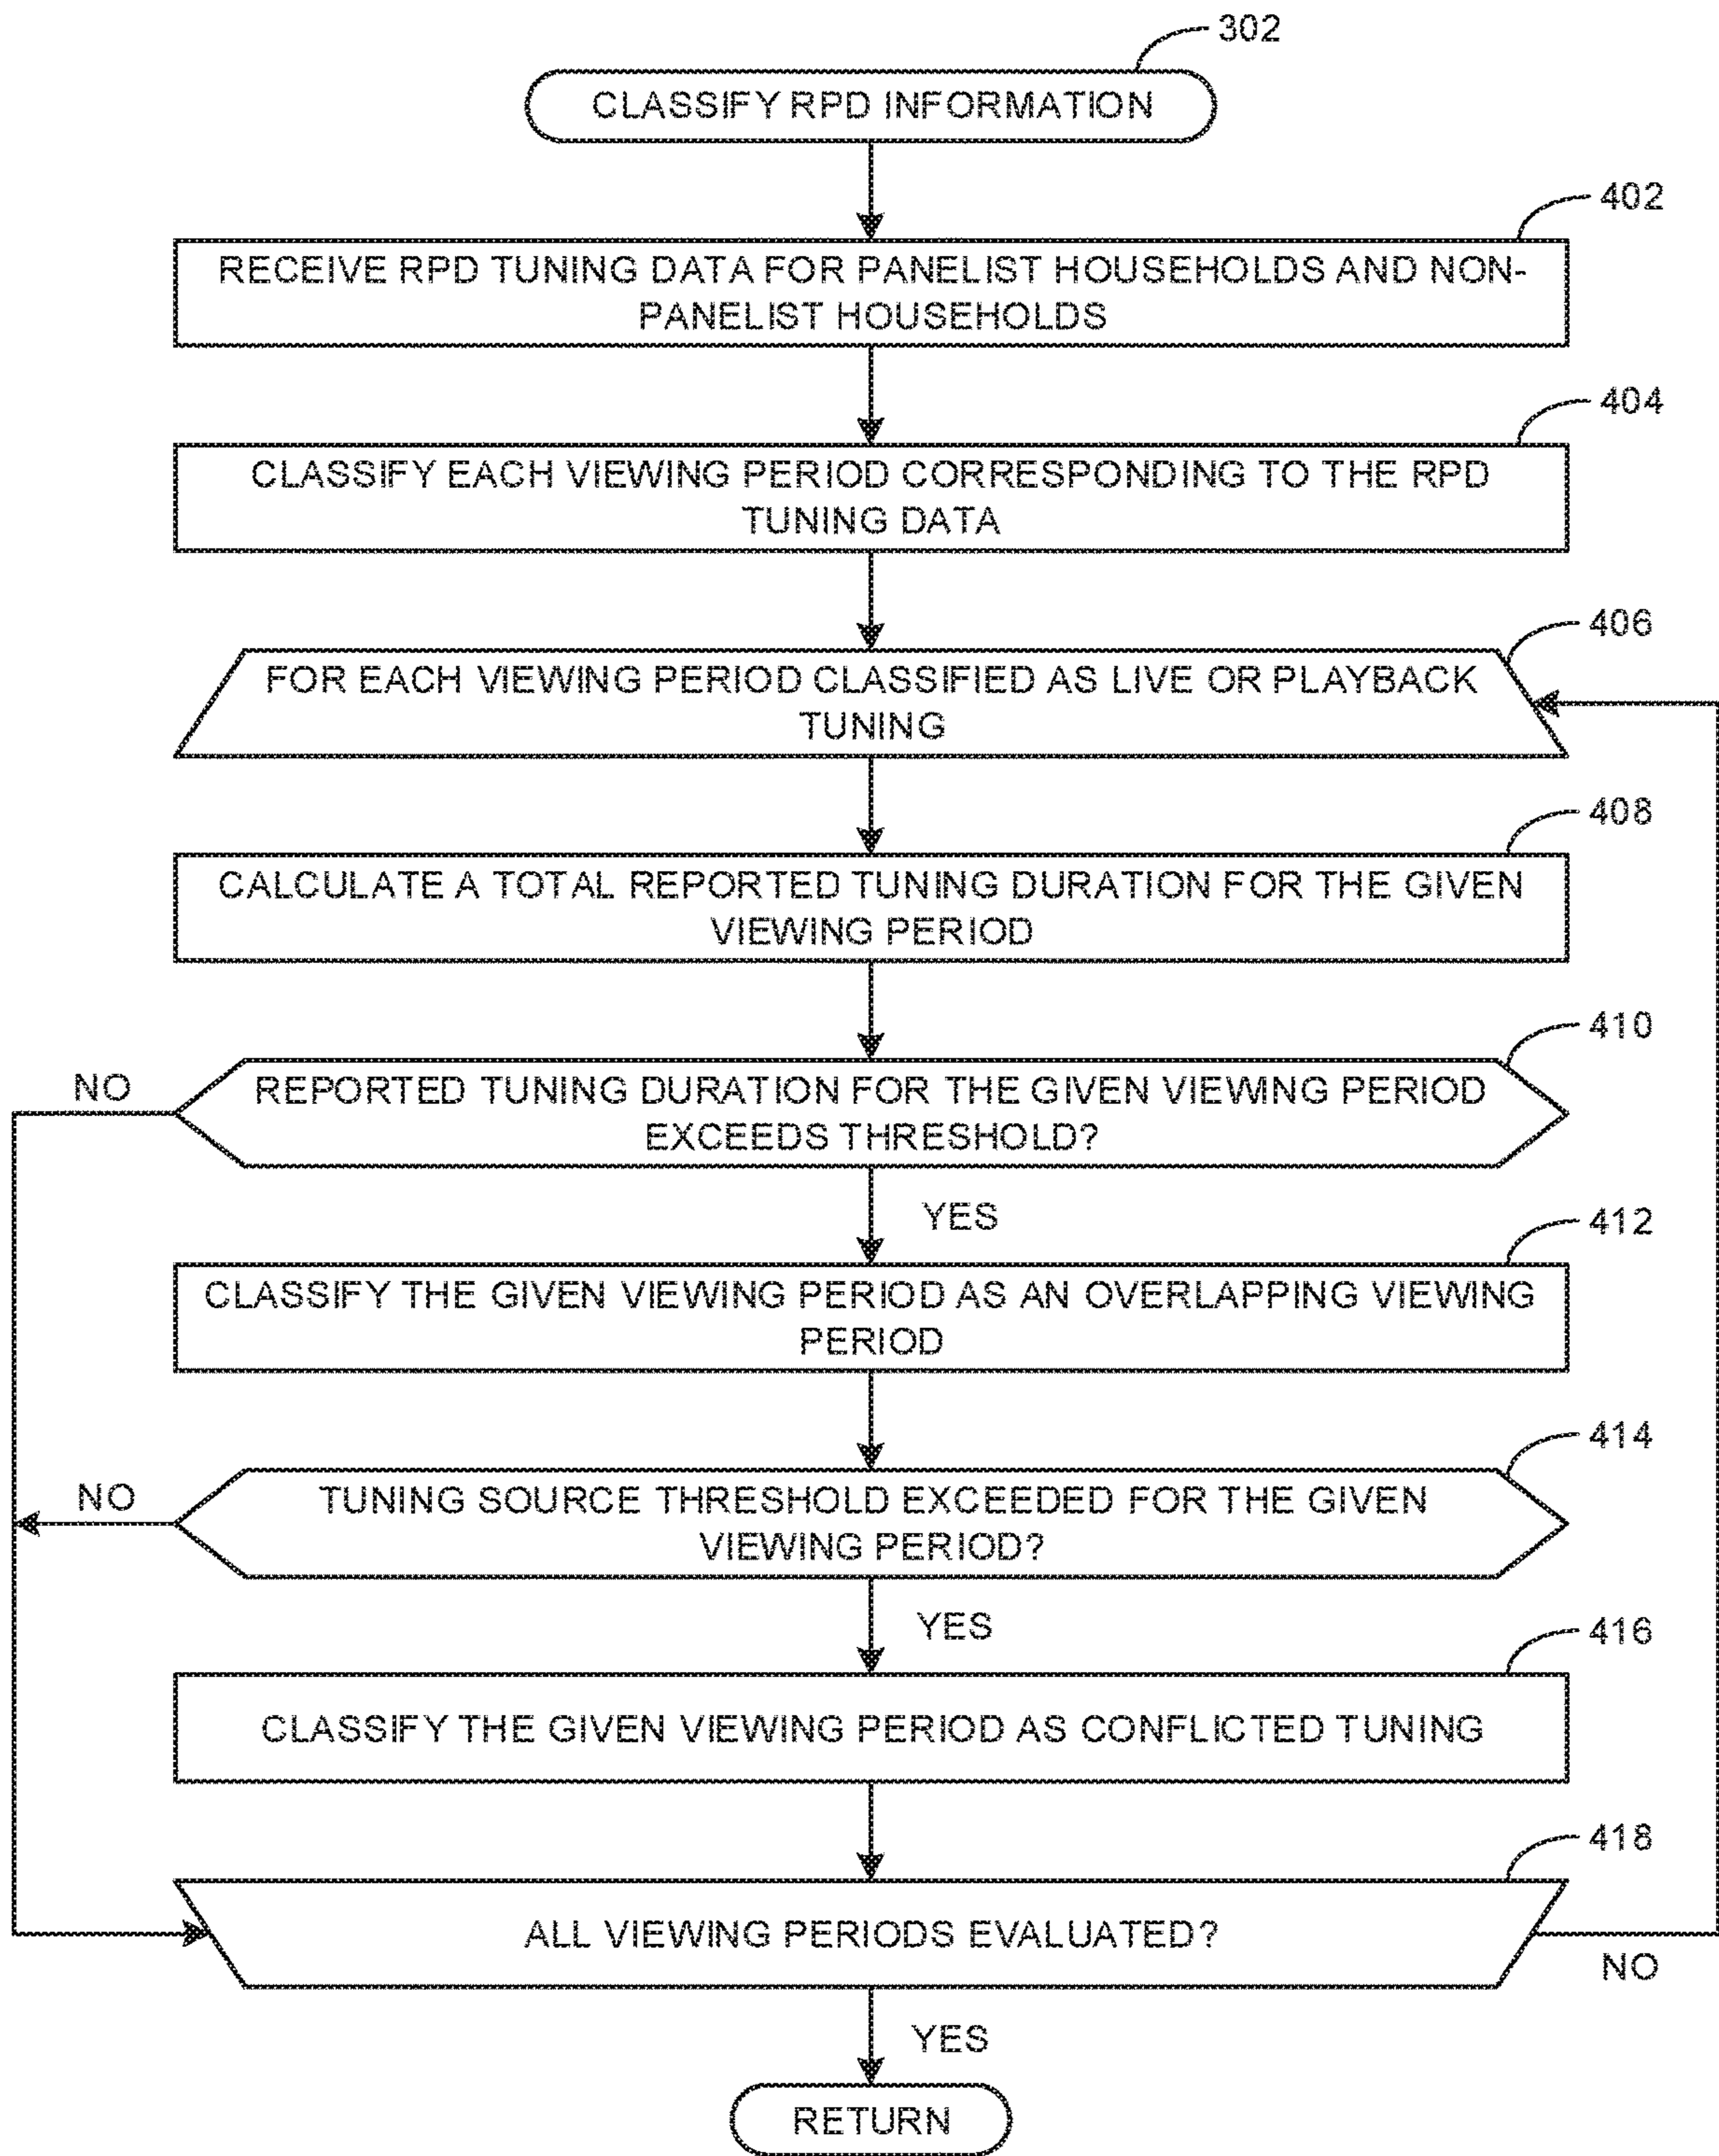 302
CLASSIFY RPD INFORMATION
402
RECEIVE RPD TUNING DATA FOR PANELIST HOUSEHOLDS AND NON-
PANELIST HOUSEHOLDS
404
CLASSIFY EACH VIEWING PERIOD CORRESPONDING TO THE RPD
TUNING DATA
406
FOR EACH VIEWING PERIOD CLASSIFIED AS LIVE OR PLAYBACK
TUNING
408
CALCULATE A TOTAL REPORTED TUNING DURATION FOR THE GIVEN
VIEWING PERIOD
410
NO
REPORTED TUNING DURATION FOR THE GIVEN VIEWING PERIOD
EXCEEDS THRESHOLD?
YES
412
CLASSIFY THE GIVEN VIEWING PERIOD AS AN OVERLAPPING VIEWING
PERIOD
414
NO
TUNING SOURCE THRESHOLD EXCEEDED FOR THE GIVEN
VIEWING PERIOD?
YES
416
CLASSIFY THE GIVEN VIEWING PERIOD AS CONFLICTED TUNING
418
ALL VIEWING PERIODS EVALUATED?
NO
YES
RETURN